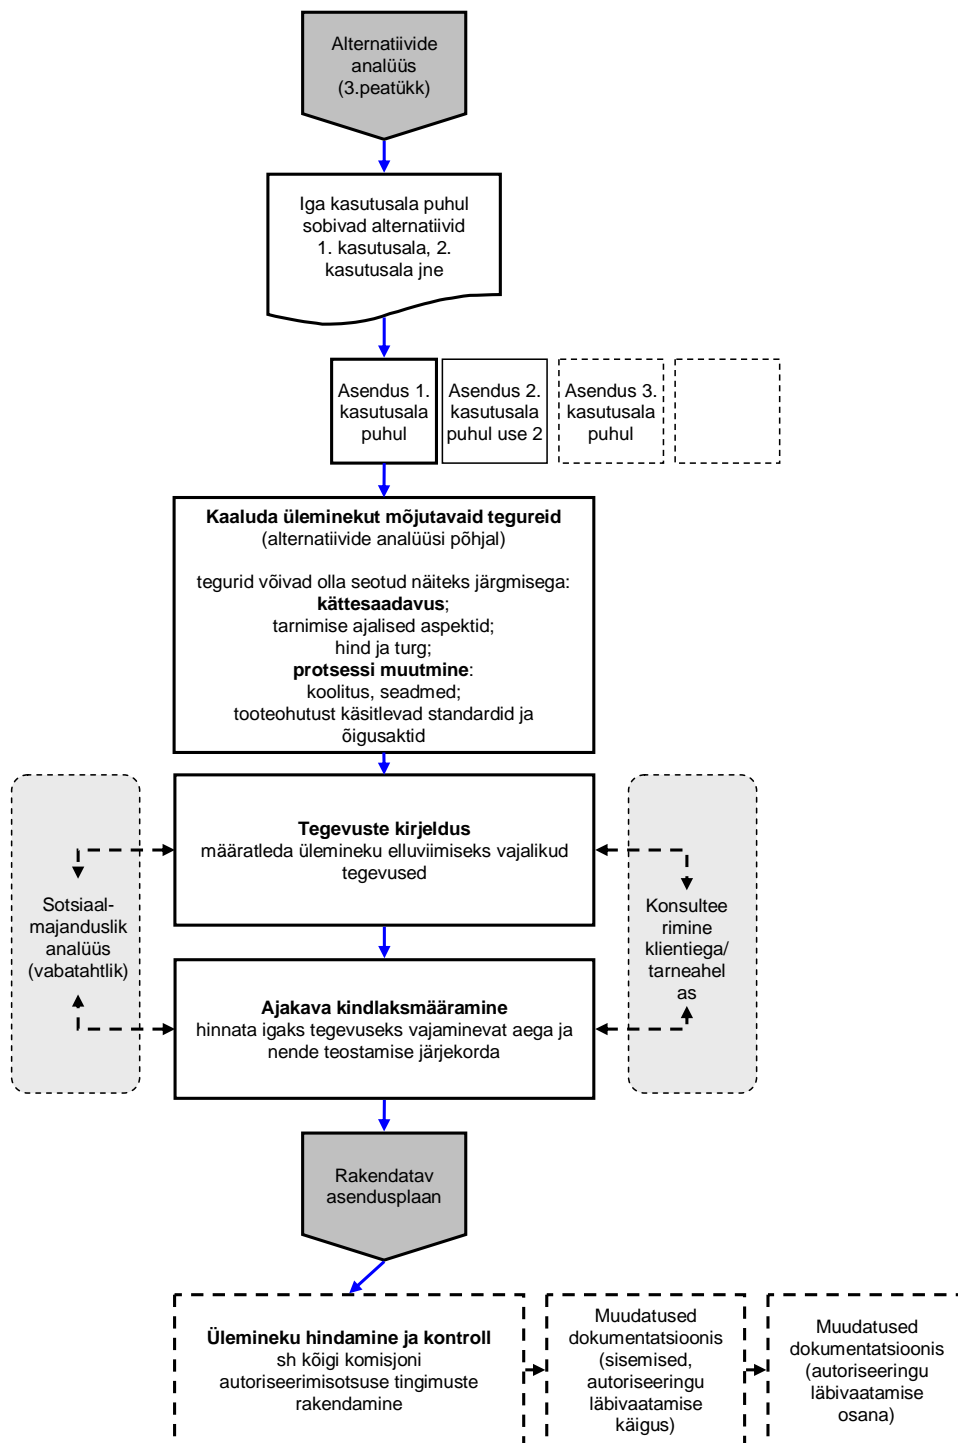 Alternatiivide
analüüs
(3.peatükk)
Iga kasutusala puhul
sobivad alternatiivid
1. kasutusala, 2.
kasutusala jne
Asendus 1.
kasutusala
puhul
Asendus 2.
kasutusala
puhul use 2
Asendus 3.
kasutusala
puhul
Kaaluda üleminekut mõjutavaid tegureid
(alternatiivide analüüsi põhjal)
tegurid võivad olla seotud näiteks järgmisega:
kättesaadavus;
tarnimise ajalised aspektid;
hind ja turg;
protsessi muutmine:
koolitus, seadmed;
tooteohutust käsitlevad standardid ja
õigusaktid
Tegevuste kirjeldus
määratleda ülemineku elluviimiseks vajalikud
tegevused
Sotsiaal-
majanduslik
analüüs
(vabatahtlik)
Konsultee
rimine
klientiega/
tarneahel
as
Ajakava kindlaksmääramine
hinnata igaks tegevuseks vajaminevat aega ja
nende teostamise järjekorda
Rakendatav
asendusplaan
Ülemineku hindamine ja kontroll
sh kõigi komisjoni
autoriseerimisotsuse tingimuste
rakendamine
Muudatused
dokumentatsioonis
(sisemised,
autoriseeringu
läbivaatamise
käigus)
Muudatused
dokumentatsioonis
(autoriseeringu
läbivaatamise
osana)